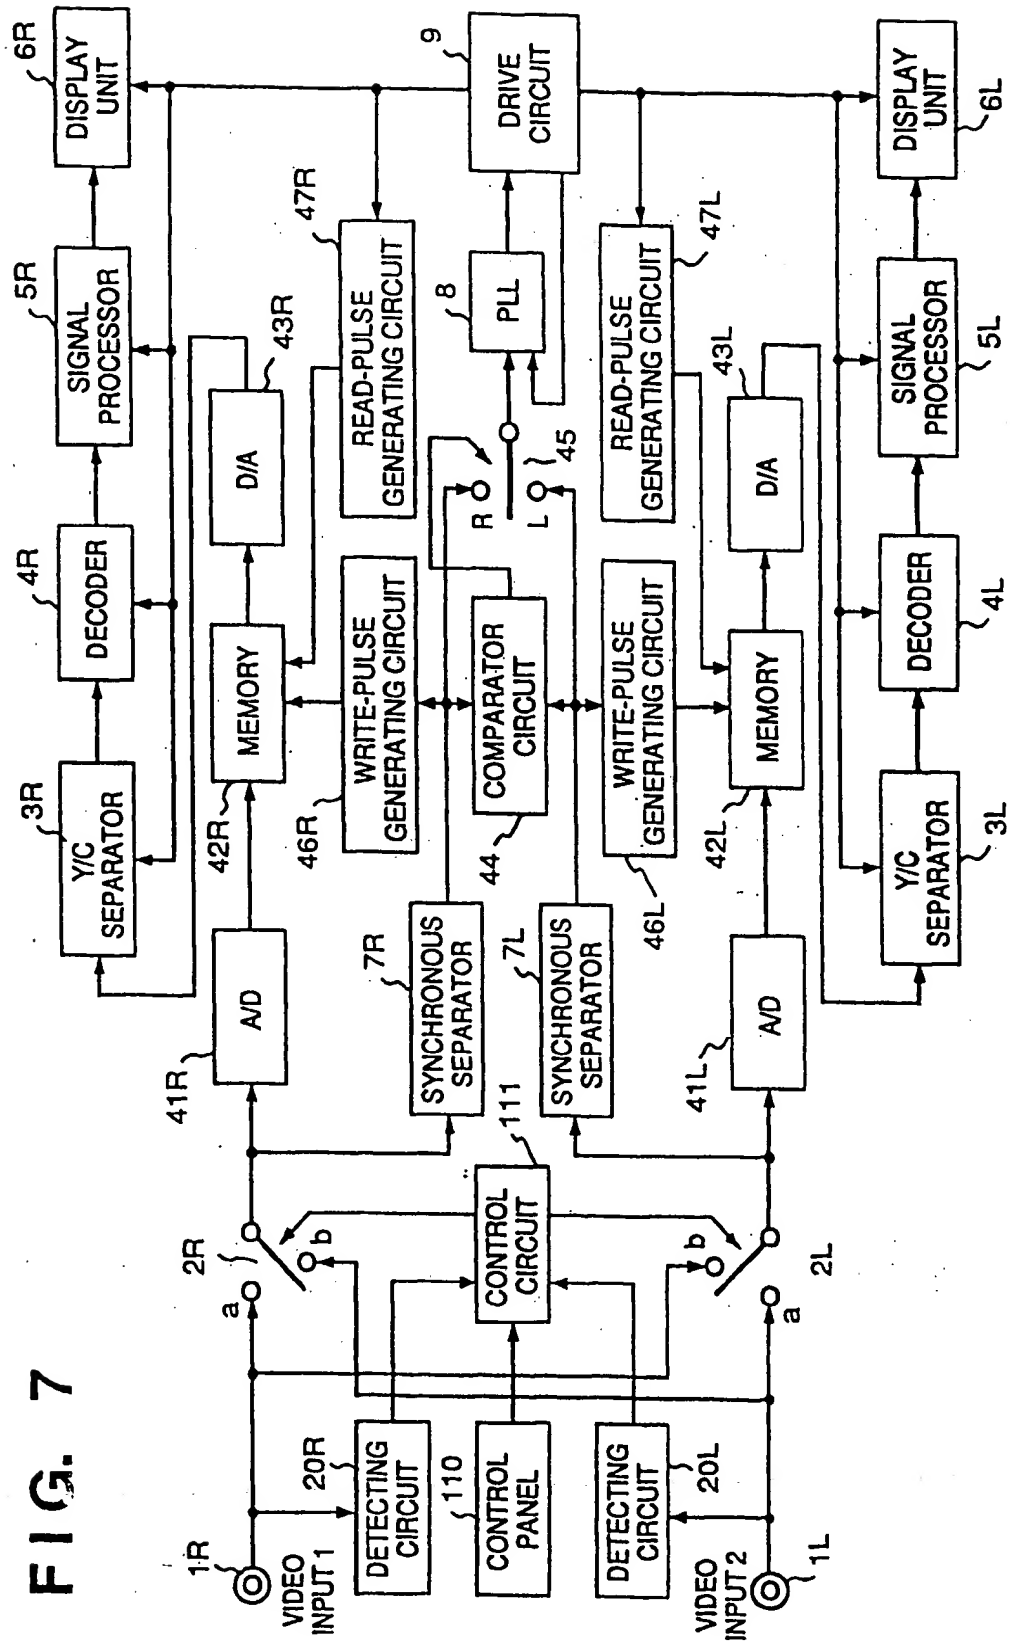 FIG. 7
1R
VIDEO
INPUT 1
20R
DETECTING
CIRCUIT
110
CONTROL
PANEL
DETECTING
CIRCUIT
20L
VIDEO
INPUT 2
1L
2R
a
b
111
CONTROL
CIRCUIT
b
a
2L
41R
A/D
7R
SYNCHRONOUS
SEPARATOR
7L
SYNCHRONOUS
SEPARATOR
41L
A/D
3R
Y/C
SEPARATOR
42R
MEMORY
46R
WRITE-PULSE
GENERATING CIRCUIT
44
COMPARATOR
CIRCUIT
46L
WRITE-PULSE
GENERATING CIRCUIT
42L
MEMORY
3L
Y/C
SEPARATOR
4R
DECODER
43R
D/A
47R
READ-PULSE
GENERATING CIRCUIT
R
L
45
READ-PULSE
GENERATING CIRCUIT
47L
43L
D/A
4L
DECODER
5R
SIGNAL
PROCESSOR
8
PLL
SIGNAL
PROCESSOR
5L
6R
DISPLAY
UNIT
9
DRIVE
CIRCUIT
DISPLAY
UNIT
6L